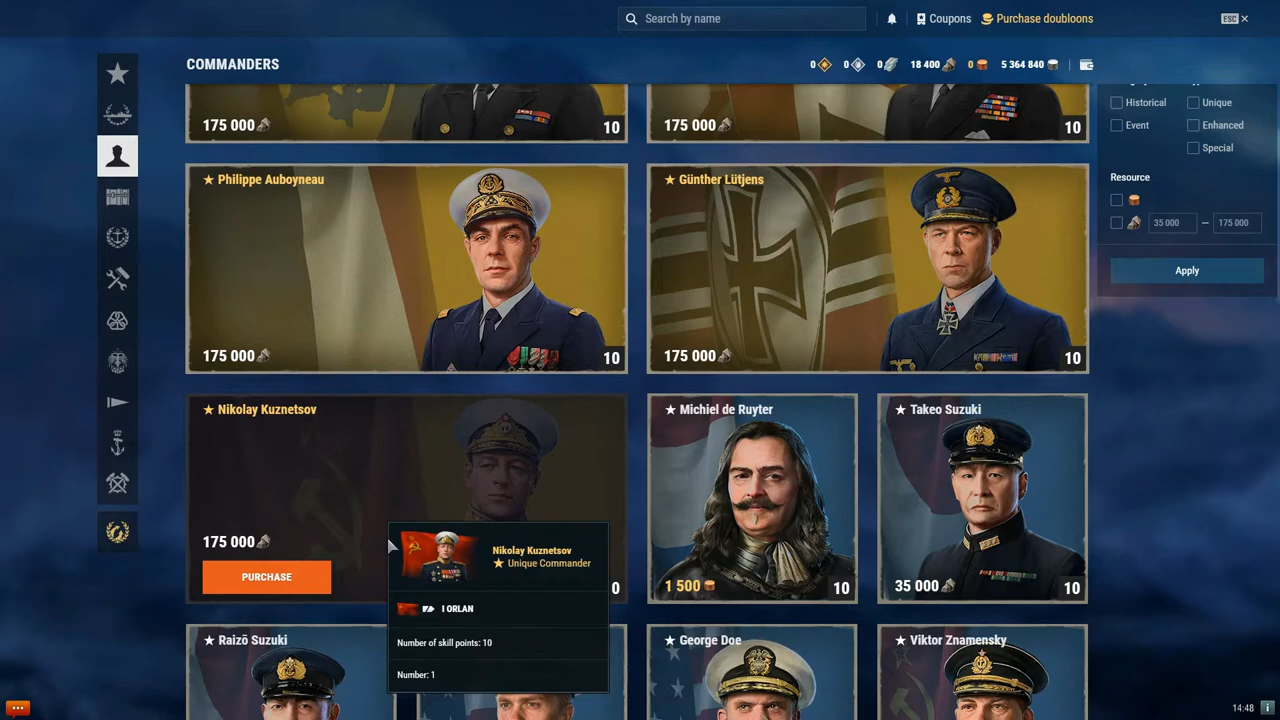 Search by name
Coupons
Purchase doubloons
ESC
COMMANDERS
0
0
0
18 400
0
5 364 840
175 000
10
175 000
10
Historical
Unique
Event
Enhanced
Special
Resource
35 000 — 175 000
Apply
★ Philippe Auboyneau
175 000
10
★ Günther Lütjens
175 000
10
★ Nikolay Kuznetsov
175 000
PURCHASE
0
Nikolay Kuznetsov
★ Unique Commander
I ORLAN
Number of skill points: 10
Number: 1
★ Michiel de Ruyter
1 500
10
★ Takeo Suzuki
35 000
10
★ Raizō Suzuki
★ George Doe
★ Viktor Znamensky
14:48